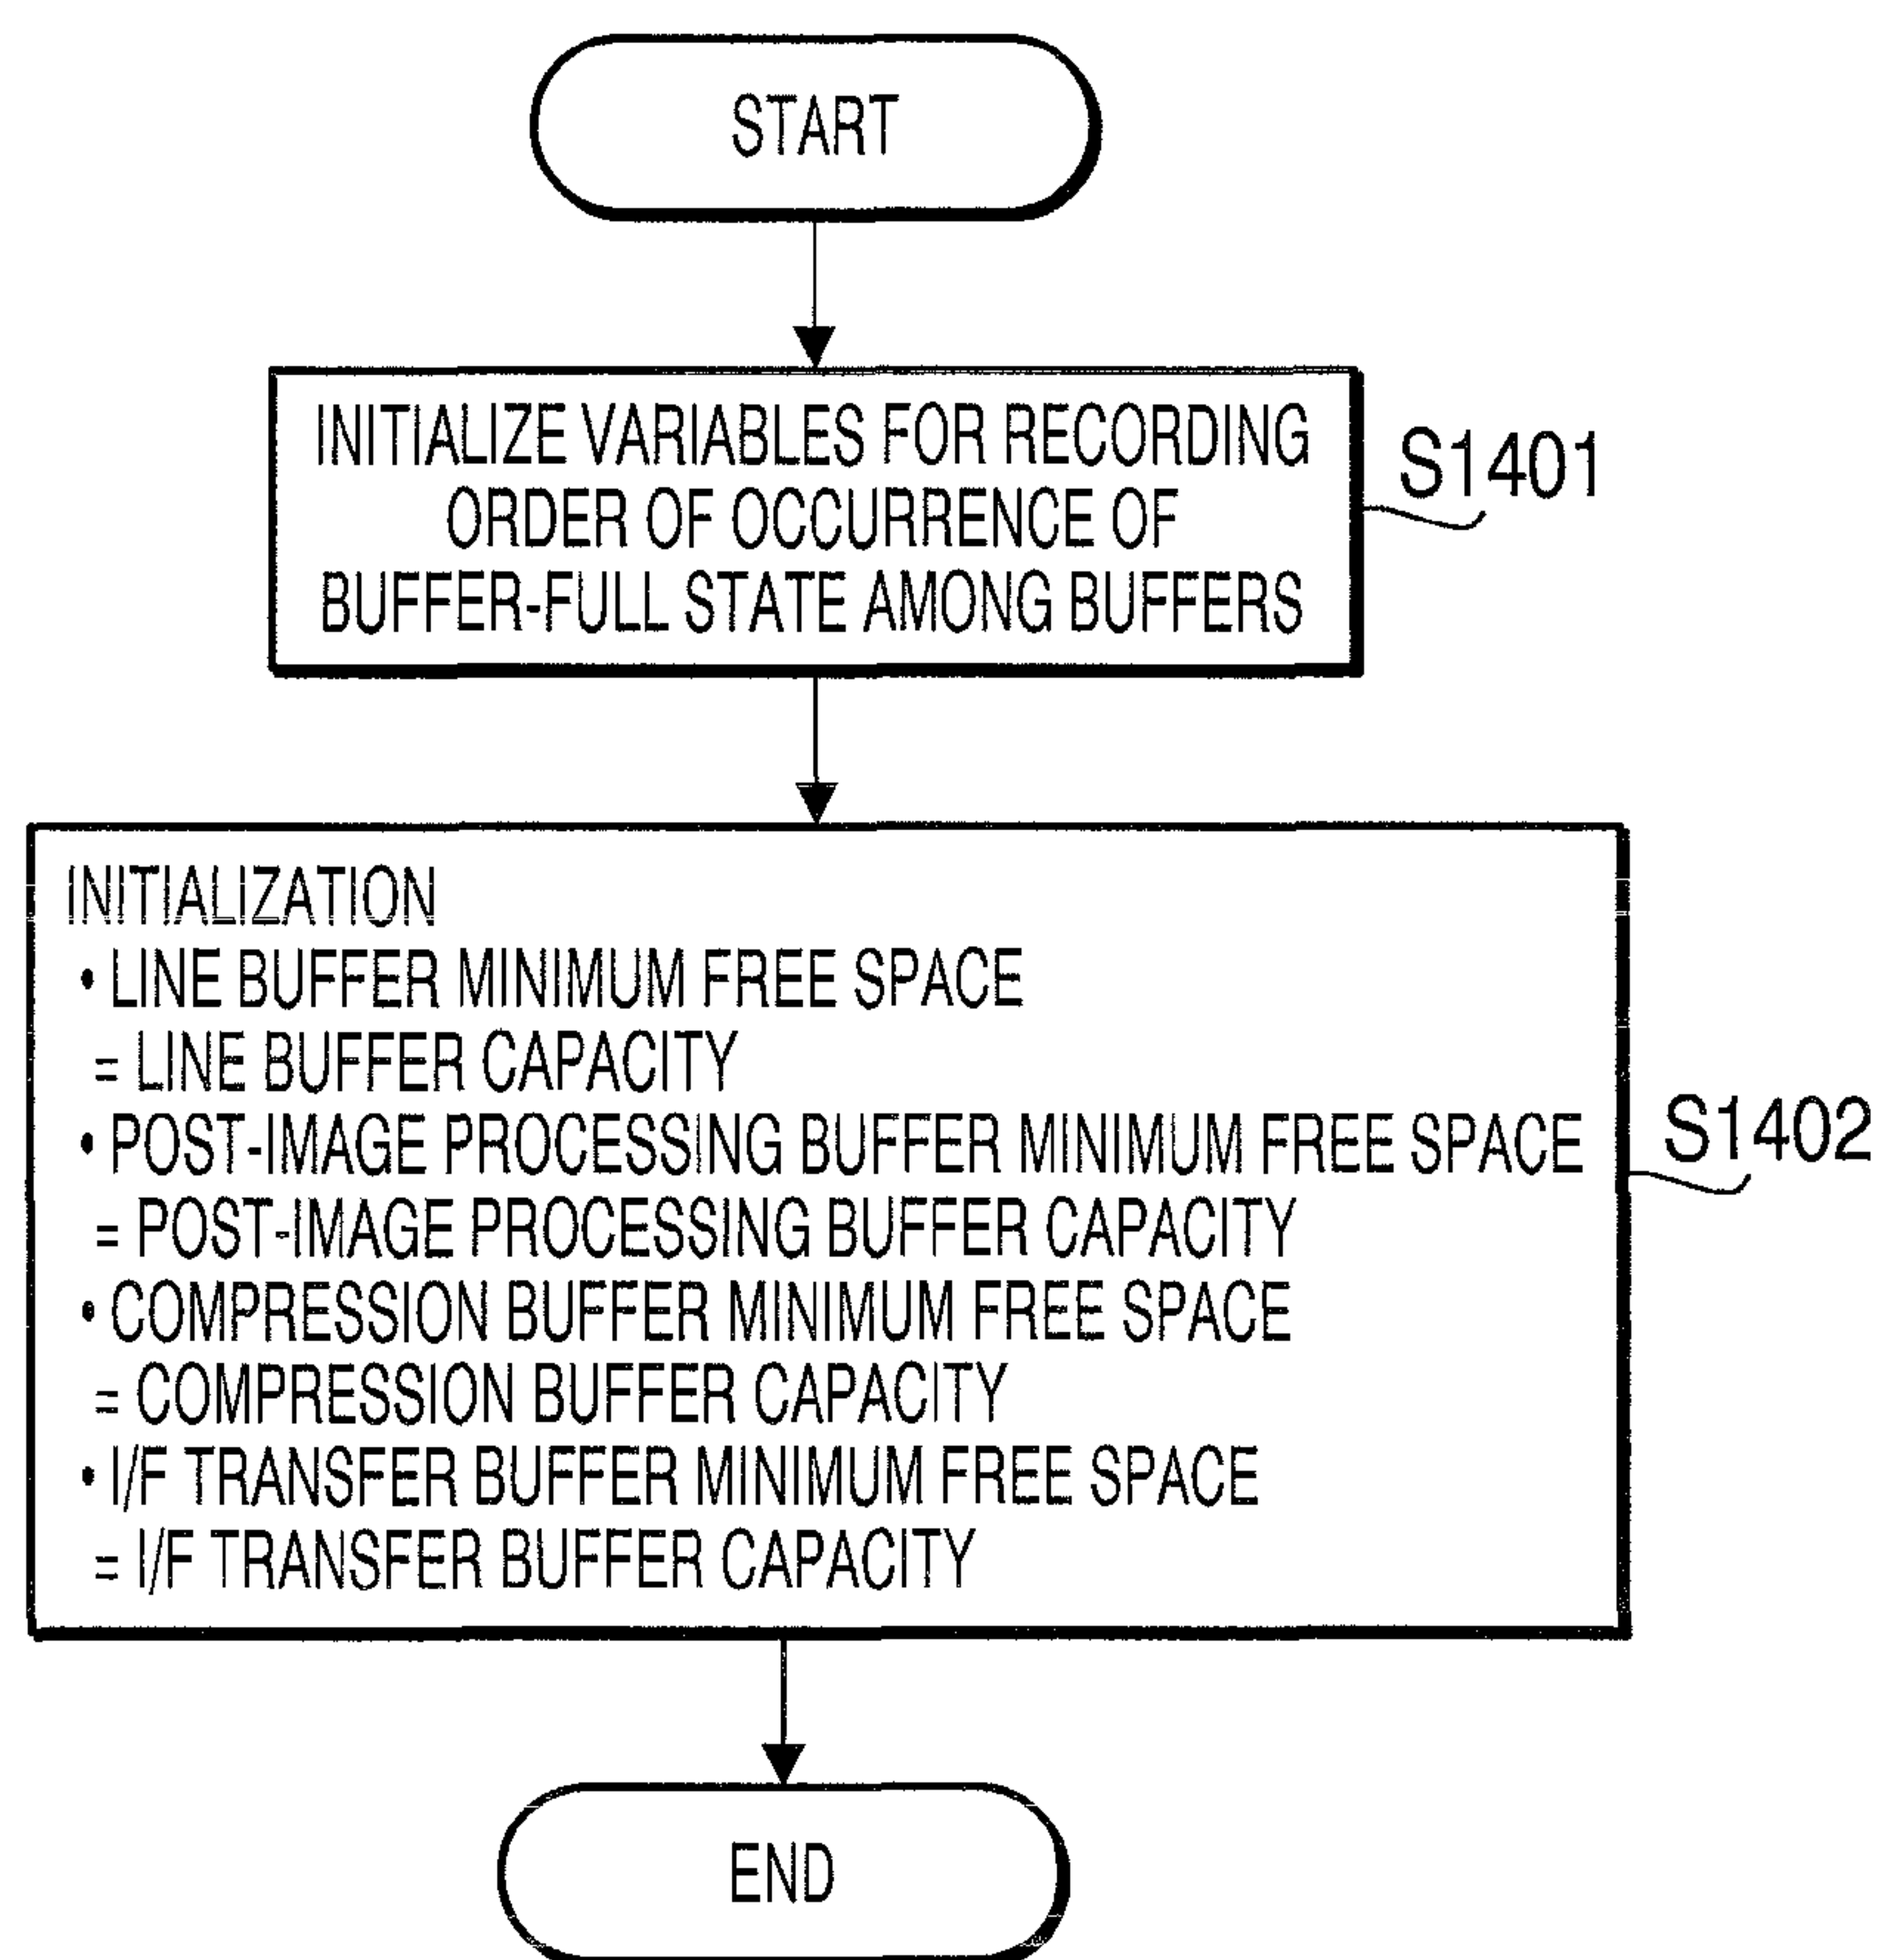 START
INITIALIZE VARIABLES FOR RECORDING
ORDER OF OCCURRENCE OF
BUFFER-FULL STATE AMONG BUFFERS
S1401
INITIALIZATION
• LINE BUFFER MINIMUM FREE SPACE
= LINE BUFFER CAPACITY
• POST-IMAGE PROCESSING BUFFER MINIMUM FREE SPACE
= POST-IMAGE PROCESSING BUFFER CAPACITY
• COMPRESSION BUFFER MINIMUM FREE SPACE
= COMPRESSION BUFFER CAPACITY
• I/F TRANSFER BUFFER MINIMUM FREE SPACE
= I/F TRANSFER BUFFER CAPACITY
S1402
END